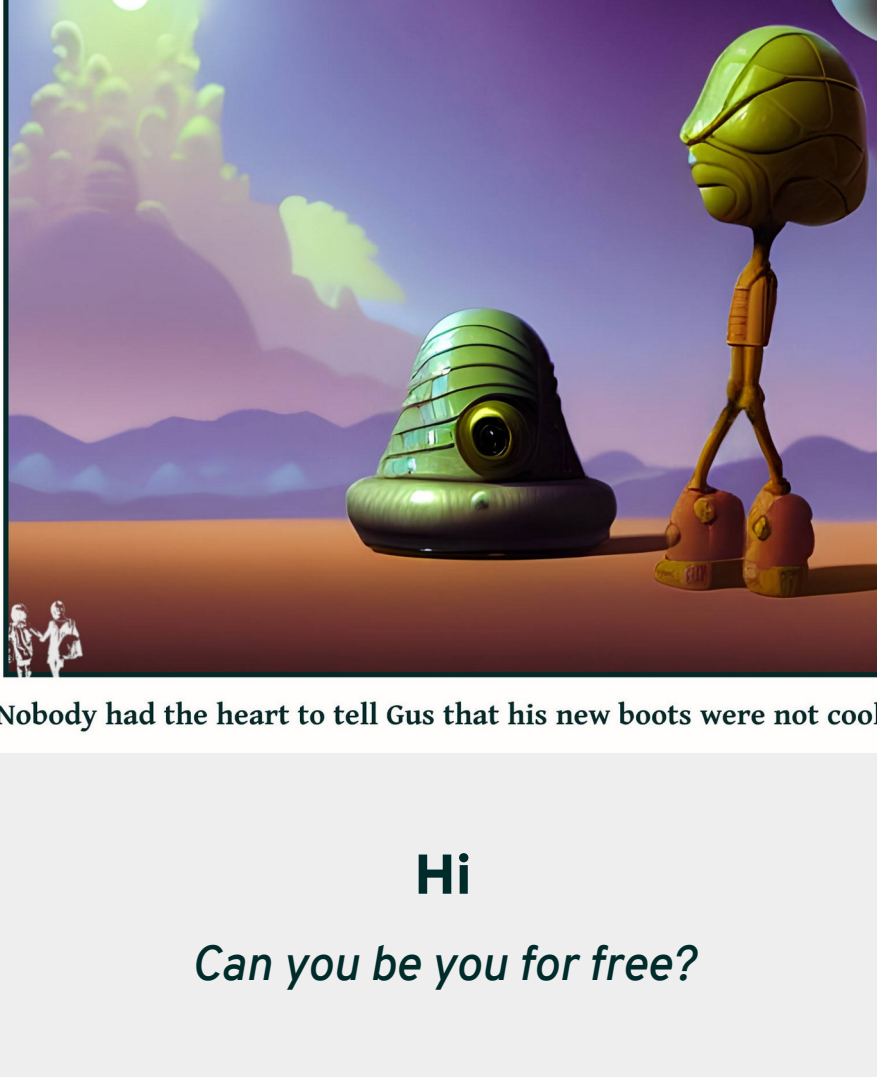 Nobody had the heart to tell Gus that his new boots were not cool
Hi
Can you be you for free?